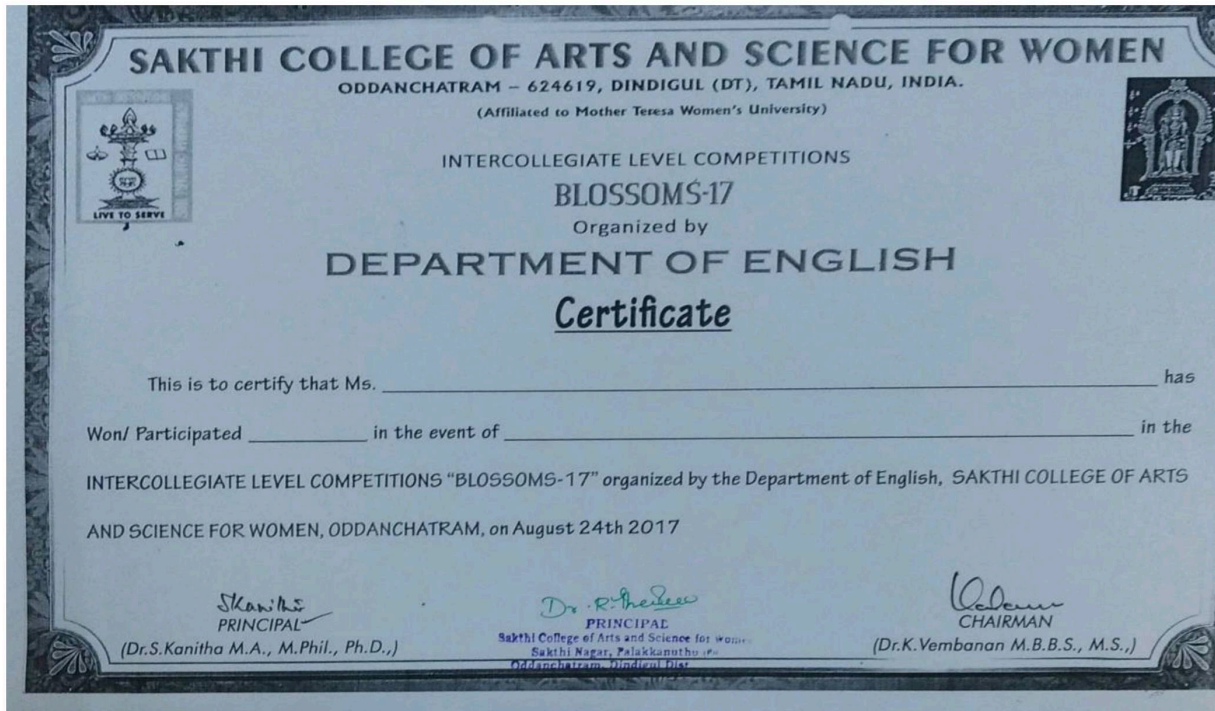 SAKTHI COLLEGE OF ARTS AND SCIENCE FOR WOMEN
ODDANCHATRAM – 624619, DINDIGUL (DT), TAMIL NADU, INDIA.
(Affiliated to Mother Teresa Women's University)
LIVE TO SERVE
INTERCOLLEGIATE LEVEL COMPETITIONS
BLOSSOMS-17
Organized by
DEPARTMENT OF ENGLISH
Certificate
This is to certify that Ms. has
Won/ Participated in the event of in the
INTERCOLLEGIATE LEVEL COMPETITIONS "BLOSSOMS-17" organized by the Department of English, SAKTHI COLLEGE OF ARTS
AND SCIENCE FOR WOMEN, ODDANCHATRAM, on August 24th 2017
SKanitha
PRINCIPAL
(Dr.S.Kanitha M.A., M.Phil., Ph.D.,)
Dr. R.
PRINCIPAL
Sakthi College of Arts and Science for
Sakthi Nagar, Palakkanuthu
Oddanchatram, Dindigul Dist
CHAIRMAN
(Dr.K.Vembanan M.B.B.S., M.S.,)